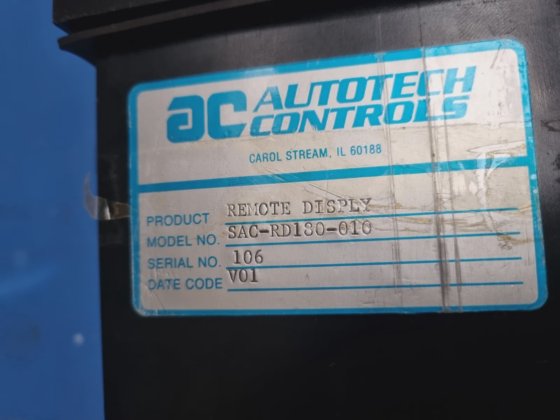 ac AUTOTECH
CONTROLS
CAROL STREAM, IL 60188
PRODUCT REMOTE DISPLY
MODEL NO. SAC-RD180-010
SERIAL NO. 106
DATE CODE V01